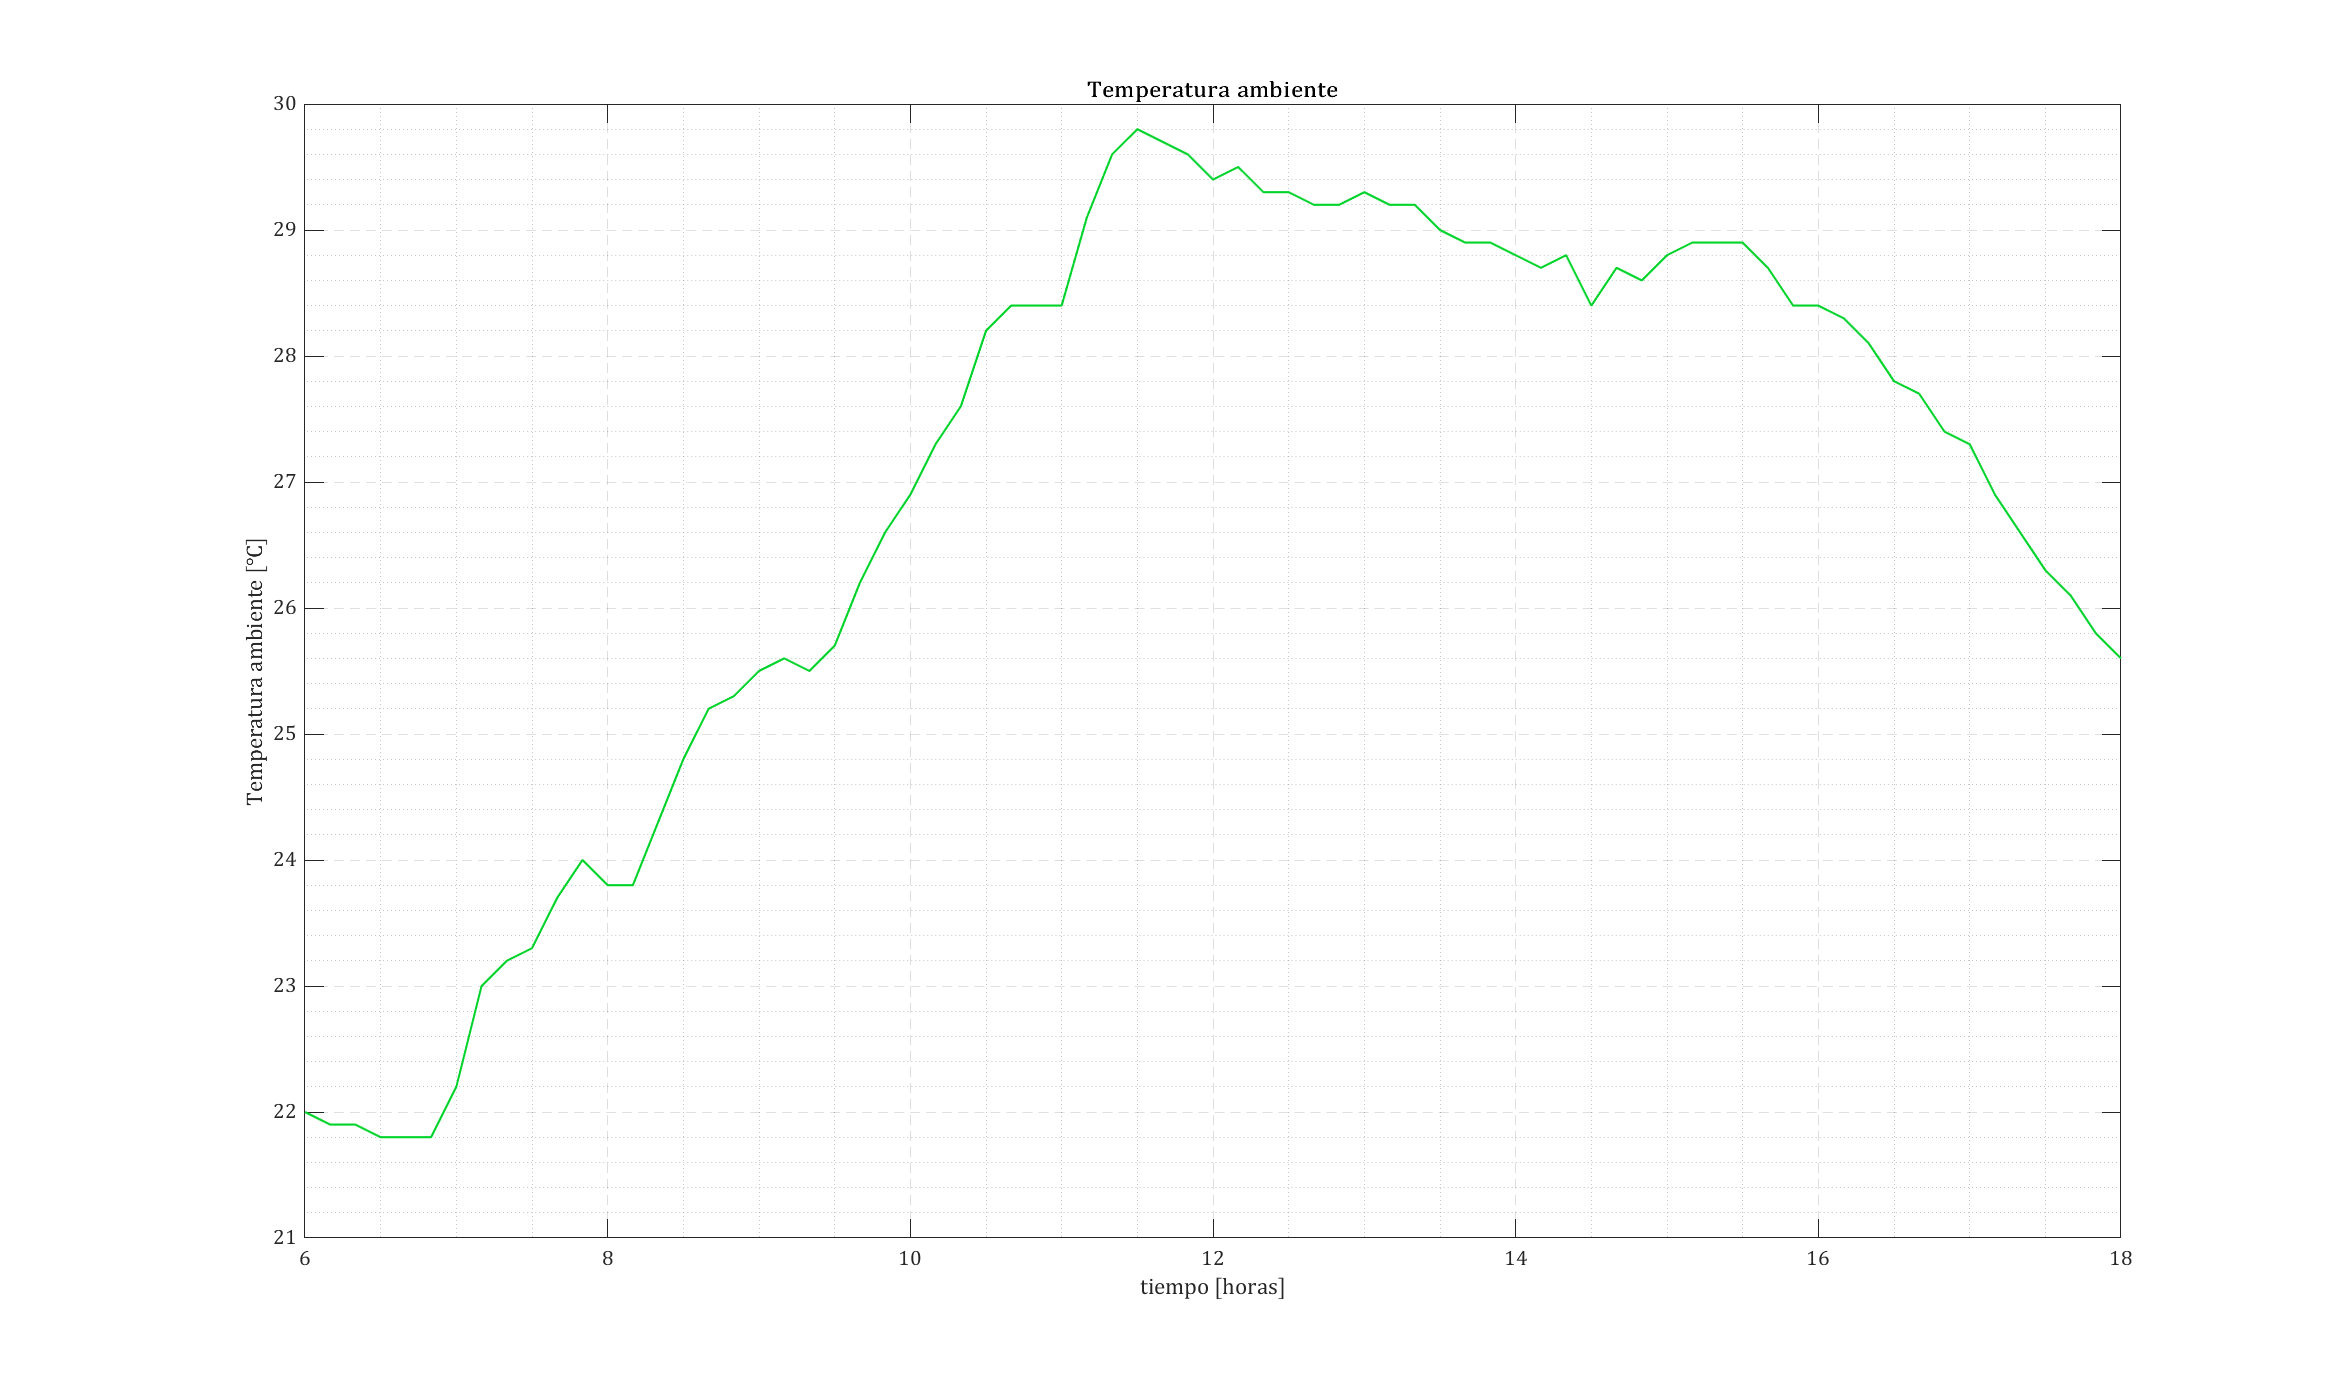 Temperatura ambiente
30
29
28
27
26
25
24
23
22
21
Temperatura ambiente [°C]
6 8 10 12 14 16 18
tiempo [horas]